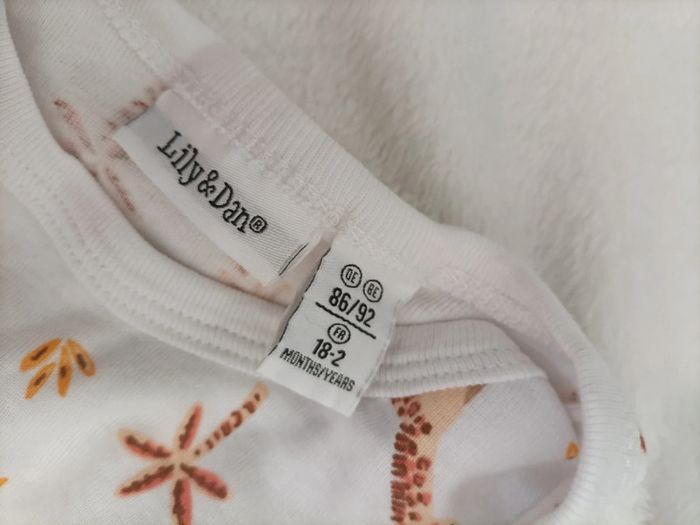 Lily&Dan®
DE BE
86/92
FR
18-2
MONTHS/YEARS